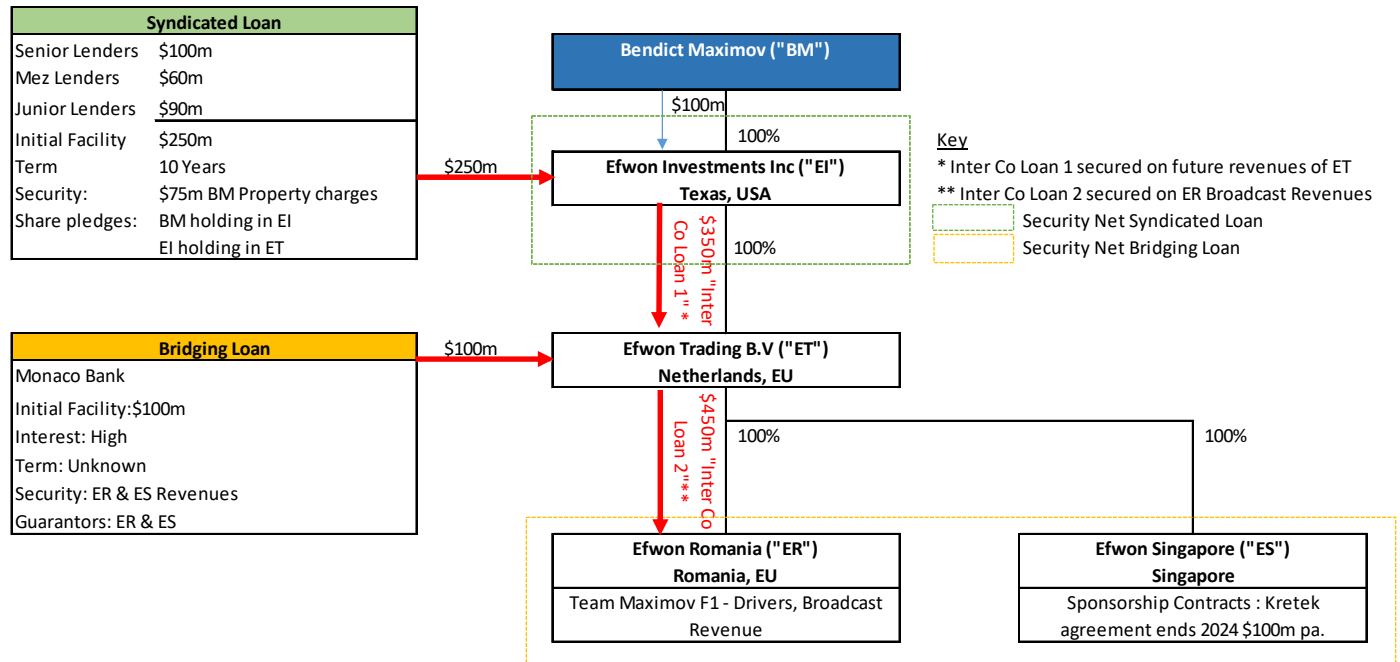 Syndicated Loan
Senior Lenders $100m
Mez Lenders $60m
Junior Lenders $90m
Initial Facility $250m
Term 10 Years
Security: $75m BM Property charges
Share pledges: BM holding in EI
EI holding in ET
$250m
Bendict Maximov ("BM")
$100m
100%
Efwon Investments Inc ("EI")
Texas, USA
$350m "Inter
Co Loan 1"*
100%
Key
* Inter Co Loan 1 secured on future revenues of ET
** Inter Co Loan 2 secured on ER Broadcast Revenues
Security Net Syndicated Loan
Security Net Bridging Loan
Bridging Loan
Monaco Bank
Initial Facility:$100m
Interest: High
Term: Unknown
Security: ER & ES Revenues
Guarantors: ER & ES
$100m
Efwon Trading B.V ("ET")
Netherlands, EU
$450m "Inter Co
Loan 2"**
100%
100%
Efwon Romania ("ER")
Romania, EU
Team Maximov F1 - Drivers, Broadcast
Revenue
Efwon Singapore ("ES")
Singapore
Sponsorship Contracts : Kretek
agreement ends 2024 $100m pa.